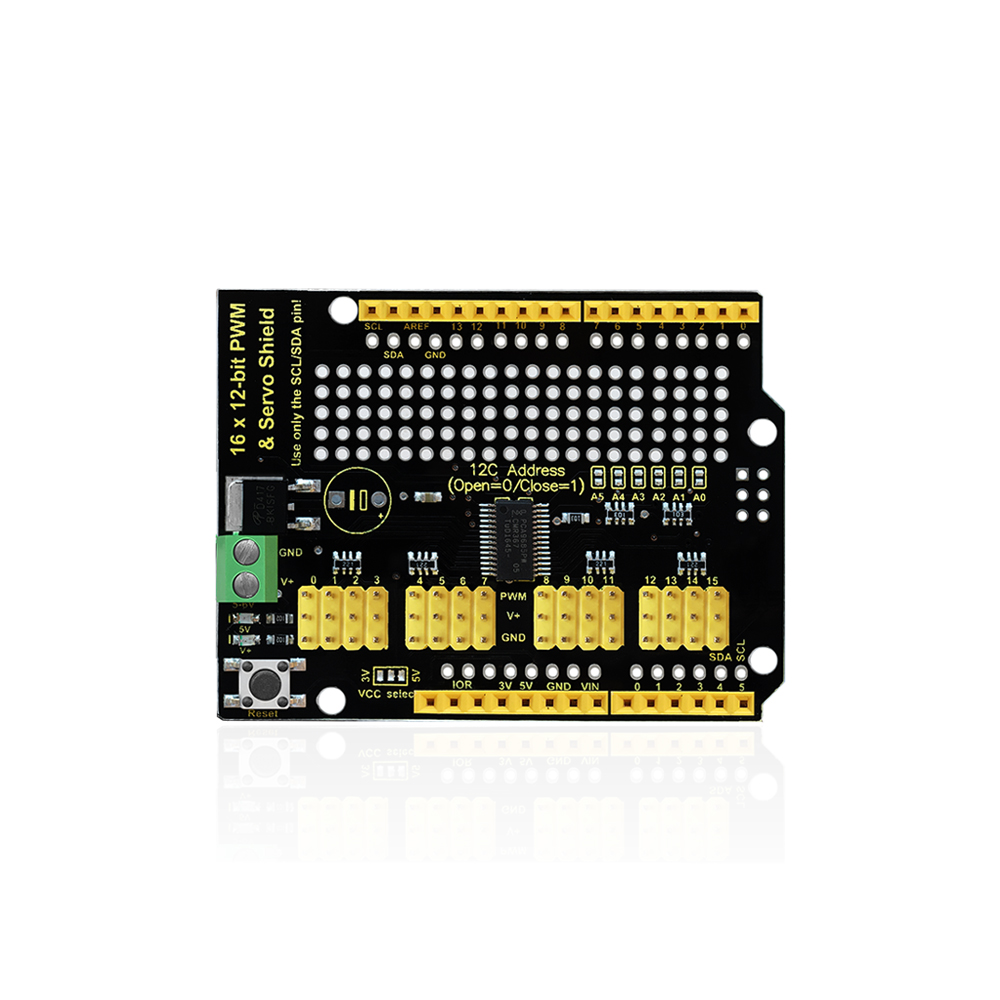 16 x 12-bit PWM
& Servo Shield
Use only the SCL/SDA pin!
SCL AREF 13 12 11 10 9 8 7 6 5 4 3 2 1 0
SDA GND
12C Address
(Open=0/Close=1)
A5 A4 A3 A2 A1 A0
GND
V+
5-6V
5V
V+
Reset
0 1 2 3 4 5 6 7 8 9 10 11 12 13 14 15
PWM
V+
GND
SDA
SCL
3V 5V
VCC selec
IOR 3V 5V GND VIN 0 1 2 3 4 5